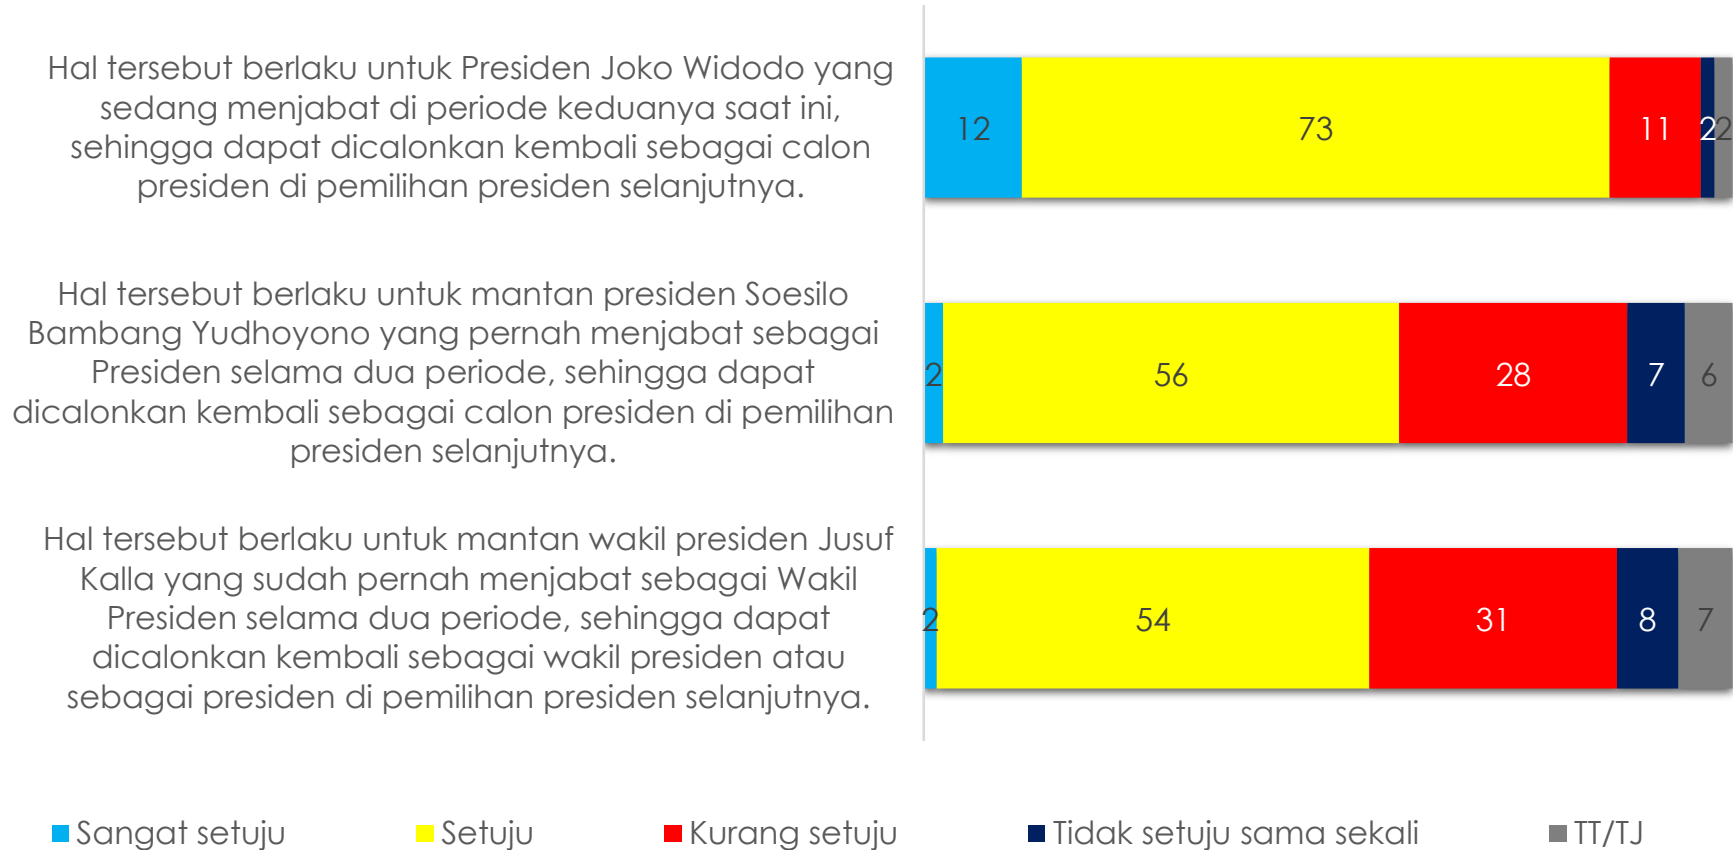 Hal tersebut berlaku untuk Presiden Joko Widodo yang
sedang menjabat di periode keduanya saat ini,
sehingga dapat dicalonkan kembali sebagai calon
presiden di pemilihan presiden selanjutnya.
12 73 11 2 2
Hal tersebut berlaku untuk mantan presiden Soesilo
Bambang Yudhoyono yang pernah menjabat sebagai
Presiden selama dua periode, sehingga dapat
dicalonkan kembali sebagai calon presiden di pemilihan
presiden selanjutnya.
2 56 28 7 6
Hal tersebut berlaku untuk mantan wakil presiden Jusuf
Kalla yang sudah pernah menjabat sebagai Wakil
Presiden selama dua periode, sehingga dapat
dicalonkan kembali sebagai wakil presiden atau
sebagai presiden di pemilihan presiden selanjutnya.
2 54 31 8 7
Sangat setuju Setuju Kurang setuju Tidak setuju sama sekali TT/TJ